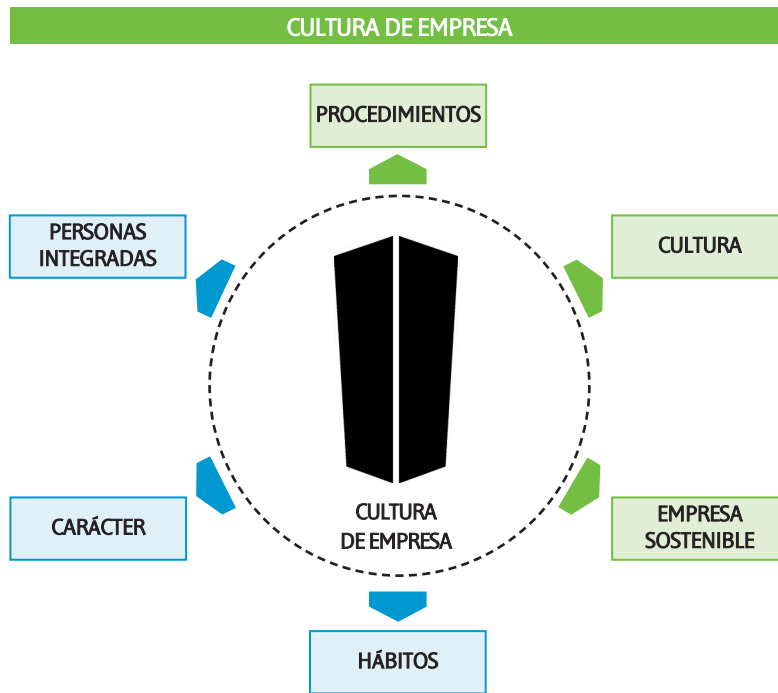 CULTURA DE EMPRESA
PROCEDIMIENTOS
PERSONAS
INTEGRADAS
CULTURA
CARÁCTER
CULTURA
DE EMPRESA
EMPRESA
SOSTENIBLE
HÁBITOS